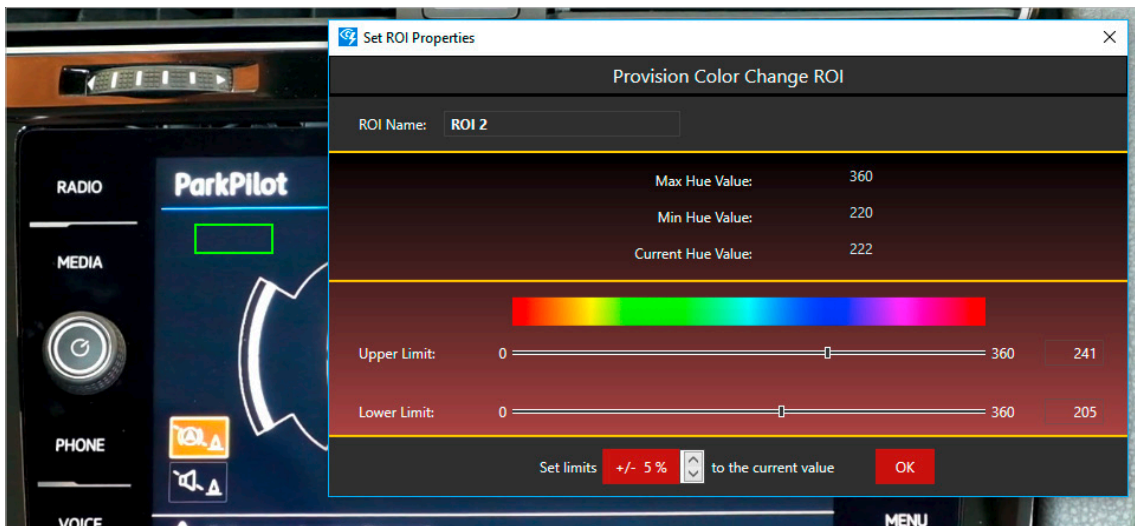 Set ROI Properties
Provision Color Change ROI
ROI Name: ROI 2
Max Hue Value: 360
Min Hue Value: 220
Current Hue Value: 222
Upper Limit: 0 360 241
Lower Limit: 0 360 205
Set limits +/- 5 % to the current value OK
RADIO
ParkPilot
MEDIA
PHONE
VOICE
MENU